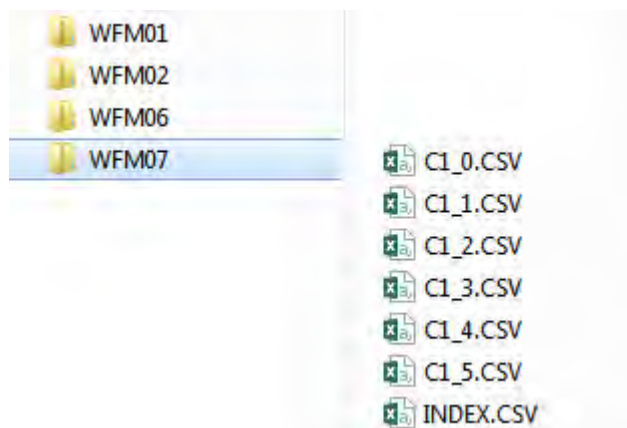 WFM01
WFM02
WFM06
WFM07
C1_0.CSV
C1_1.CSV
C1_2.CSV
C1_3.CSV
C1_4.CSV
C1_5.CSV
INDEX.CSV